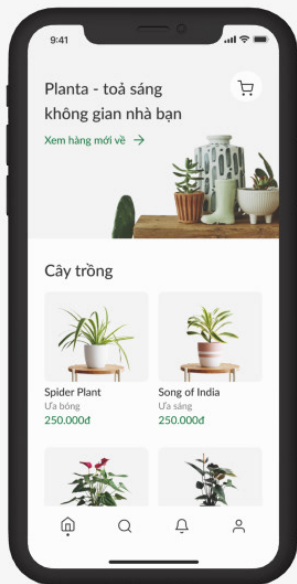 9:41
Planta - toả sáng
không gian nhà bạn
Xem hàng mới về →
Cây trồng
Spider Plant
Song of India
Ưa bóng
Ưa sáng
250.000đ
250.000đ